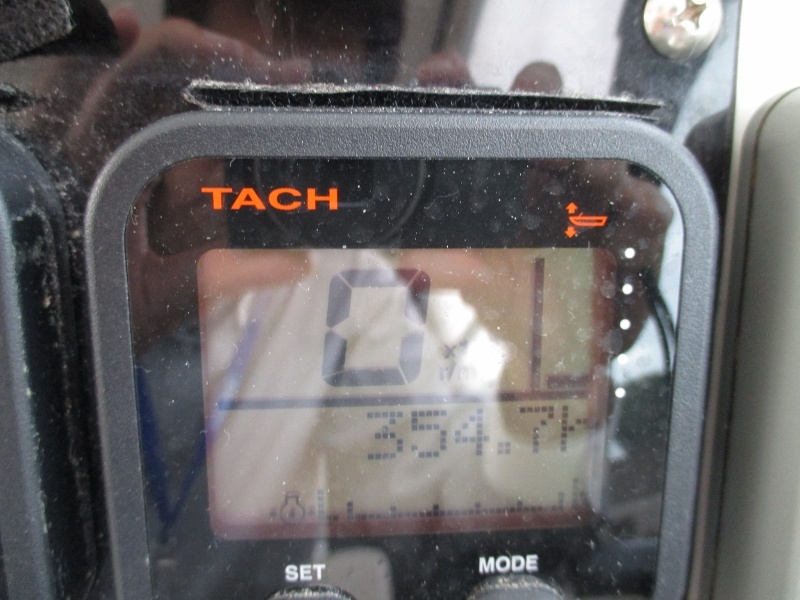 TACH
0
354.7h
SET
MODE